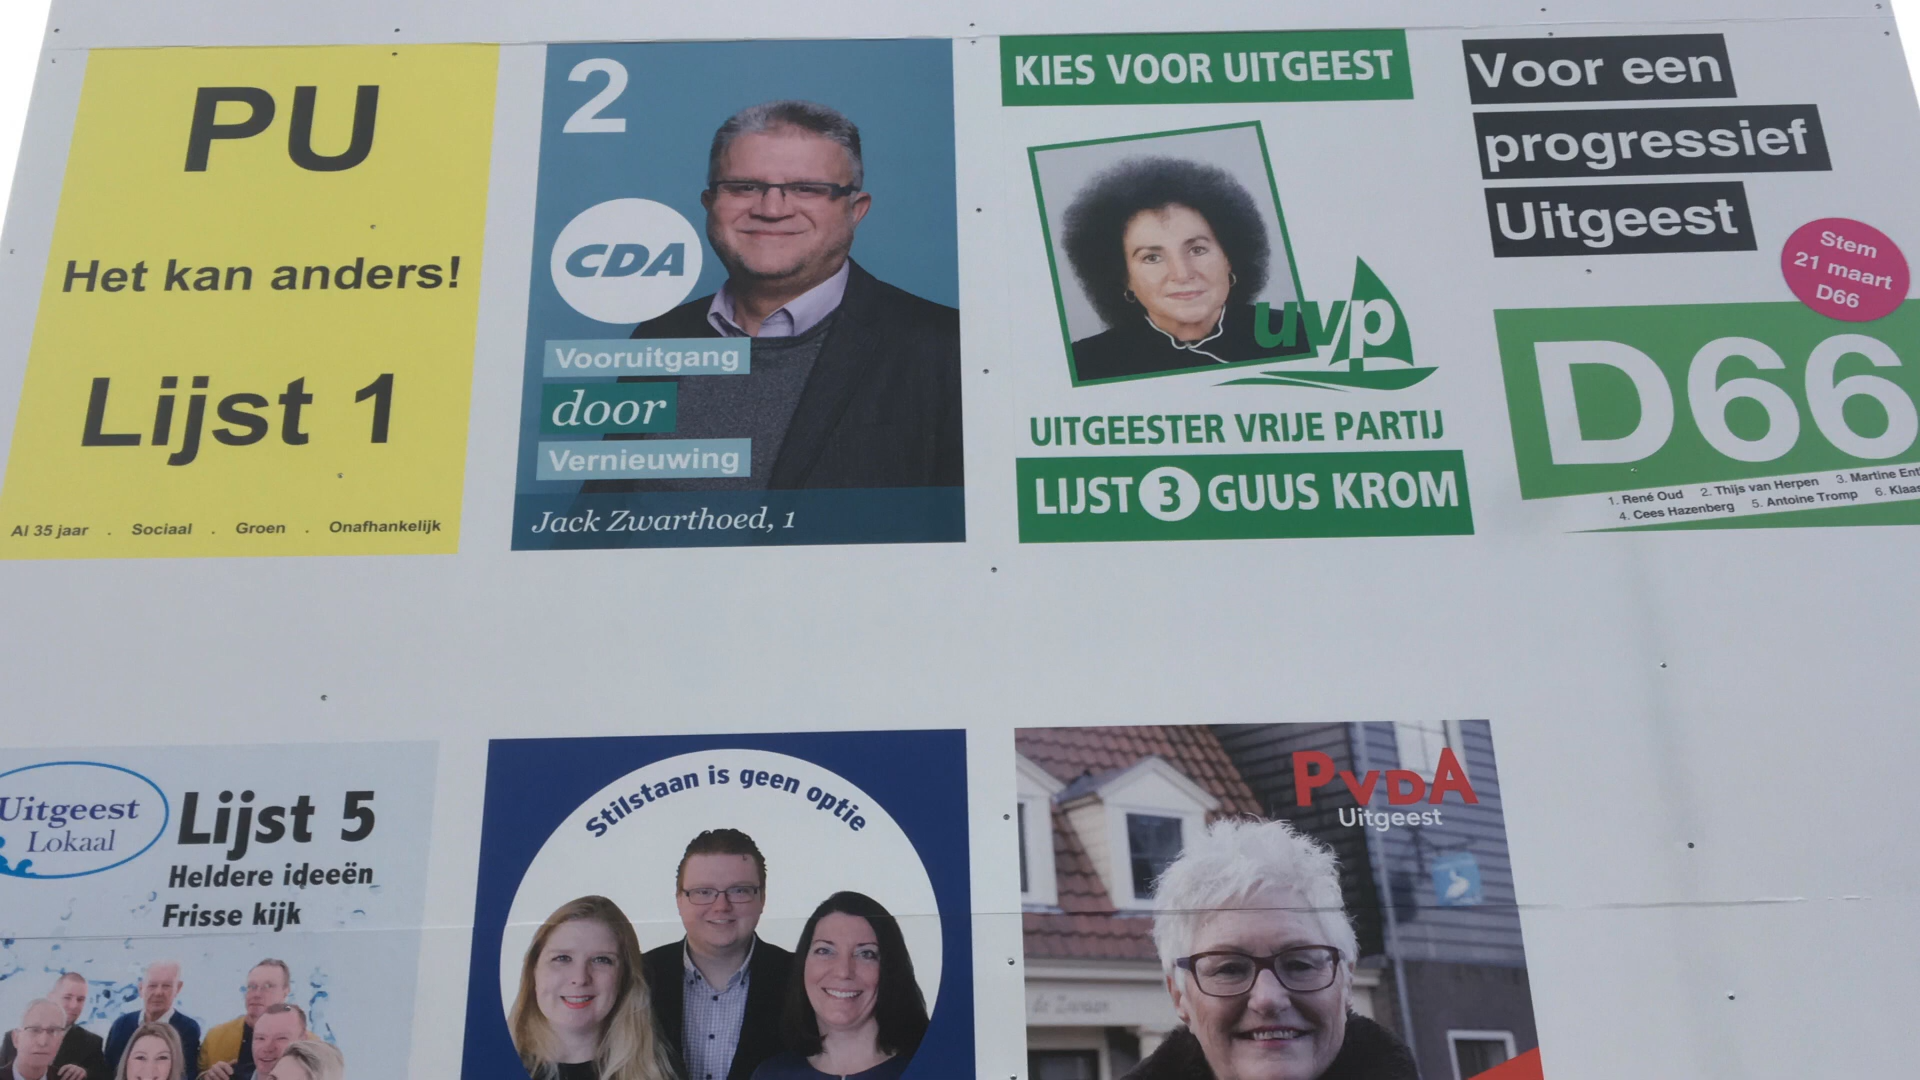 PU
Het kan anders!
Lijst 1
Al 35 jaar . Sociaal . Groen . Onafhankelijk
2
CDA
Vooruitgang
door
Vernieuwing
Jack Zwarthoed, 1
KIES VOOR UITGEEST
uvp
UITGEESTER VRIJE PARTIJ
LIJST 3 GUUS KROM
Voor een
progressief
Uitgeest
Stem
21 maart
D66
D66
1. René Oud 2. Thijs van Herpen 3. Martine
4. Cees Hazenberg 5. Antoine Tromp 6.
Uitgeest
Lokaal
Lijst 5
Heldere ideeën
Frisse kijk
Stilstaan is geen optie
PvdA
Uitgeest